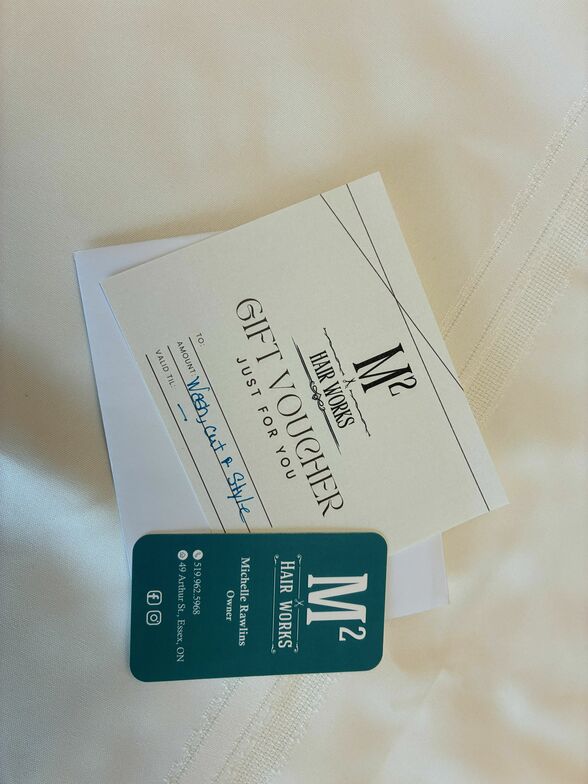 M²
HAIR WORKS
GIFT VOUCHER
JUST FOR YOU
TO:
AMOUNT: Wash, cut & Style
VALID TIL: —
M²
HAIR WORKS
Michelle Rawlins
Owner
519.962.5968
49 Arthur St., Essex, ON